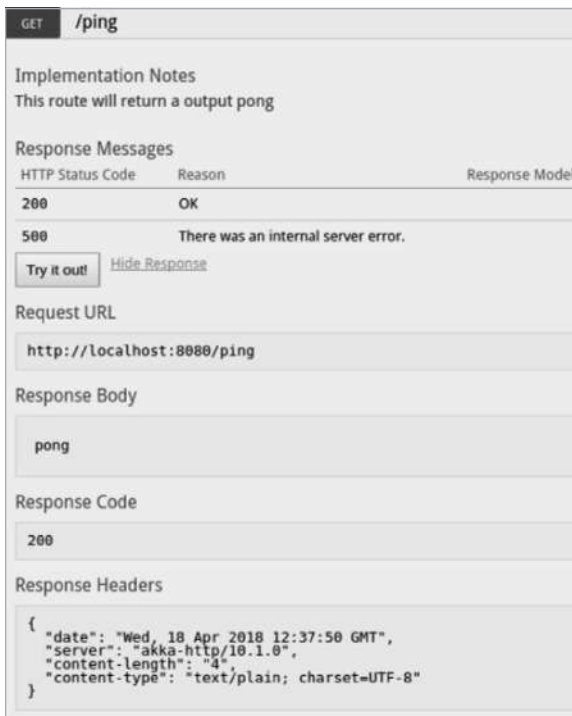 GET /ping
Implementation Notes
This route will return a output pong
Response Messages
HTTP Status Code Reason Response Model
200 OK
500 There was an internal server error.
Try it out! Hide Response
Request URL
http://localhost:8080/ping
Response Body
pong
Response Code
200
Response Headers
{
"date": "Wed, 18 Apr 2018 12:37:50 GMT",
"server": "akka-http/10.1.0",
"content-length": "4",
"content-type": "text/plain; charset=UTF-8"
}